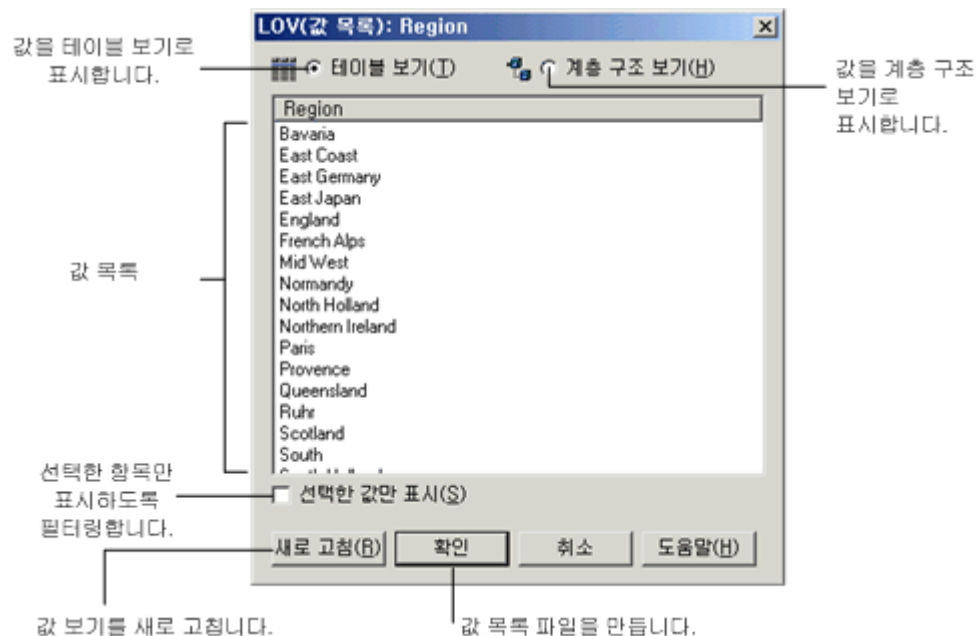 LOV(값 목록): Region
값을 테이블 보기로
표시합니다.
테이블 보기(T)
계층 구조 보기(H)
값을 계층 구조
보기로
표시합니다.
Region
Bavaria
East Coast
East Germany
East Japan
England
French Alps
Mid West
Normandy
North Holland
Northern Ireland
Paris
Provence
Queensland
Ruhr
Scotland
South
값 목록
선택한 항목만
표시하도록
필터링합니다.
선택한 값만 표시(S)
새로 고침(R)
확인
취소
도움말(H)
값 보기를 새로 고칩니다.
값 목록 파일을 만듭니다.